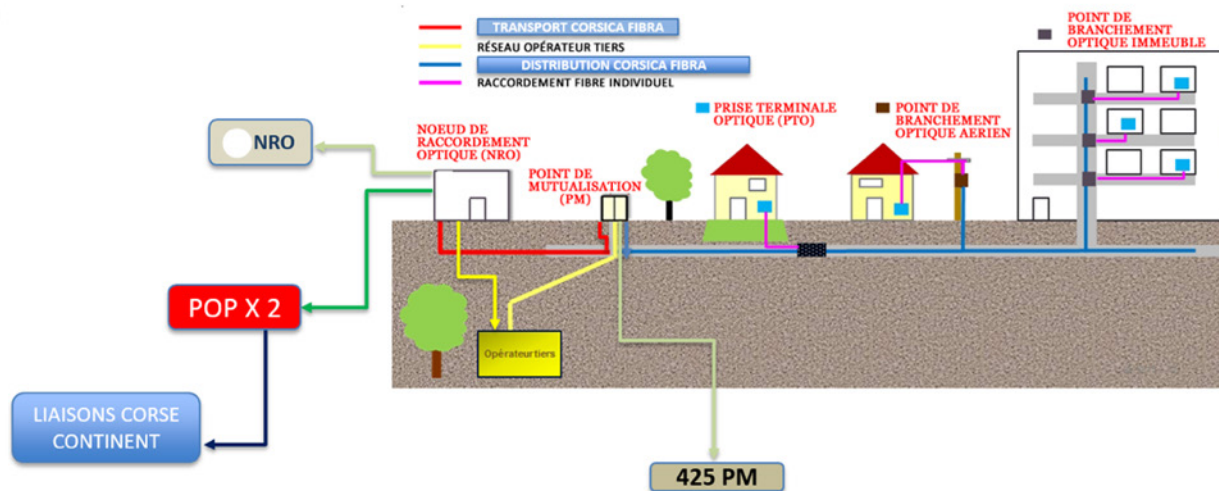 TRANSPORT CORSICA FIBRA
RÉSEAU OPÉRATEUR TIERS
DISTRIBUTION CORSICA FIBRA
RACCORDEMENT FIBRE INDIVIDUEL
POINT DE
BRANCHEMENT
OPTIQUE IMMEUBLE
NRO
NOEUD DE
RACCORDEMENT
OPTIQUE (NRO)
POINT DE
MUTUALISATION
(PM)
PRISE TERMINALE
OPTIQUE (PTO)
POINT DE
BRANCHEMENT
OPTIQUE AERIEN
POP X 2
Opérateur tiers
LIAISONS CORSE
CONTINENT
425 PM